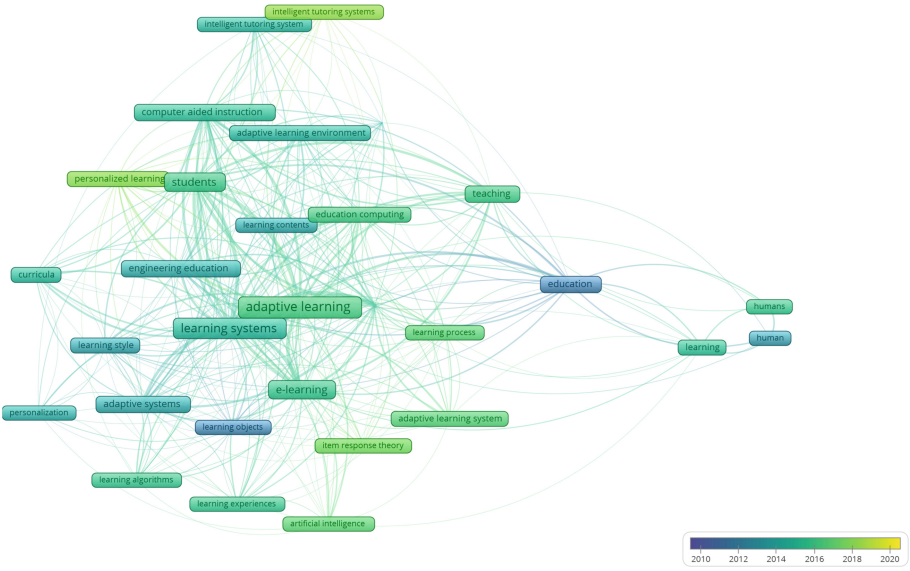 intelligent tutoring systems
intelligent tutoring system
computer aided instruction
adaptive learning environment
personalized learning
students
teaching
education computing
learning contents
engineering education
curricula
education
adaptive learning
humans
learning systems
learning process
human
learning style
learning
e-learning
adaptive systems
personalization
adaptive learning system
learning objects
item response theory
learning algorithms
learning experiences
artificial intelligence
2010 2012 2014 2016 2018 2020